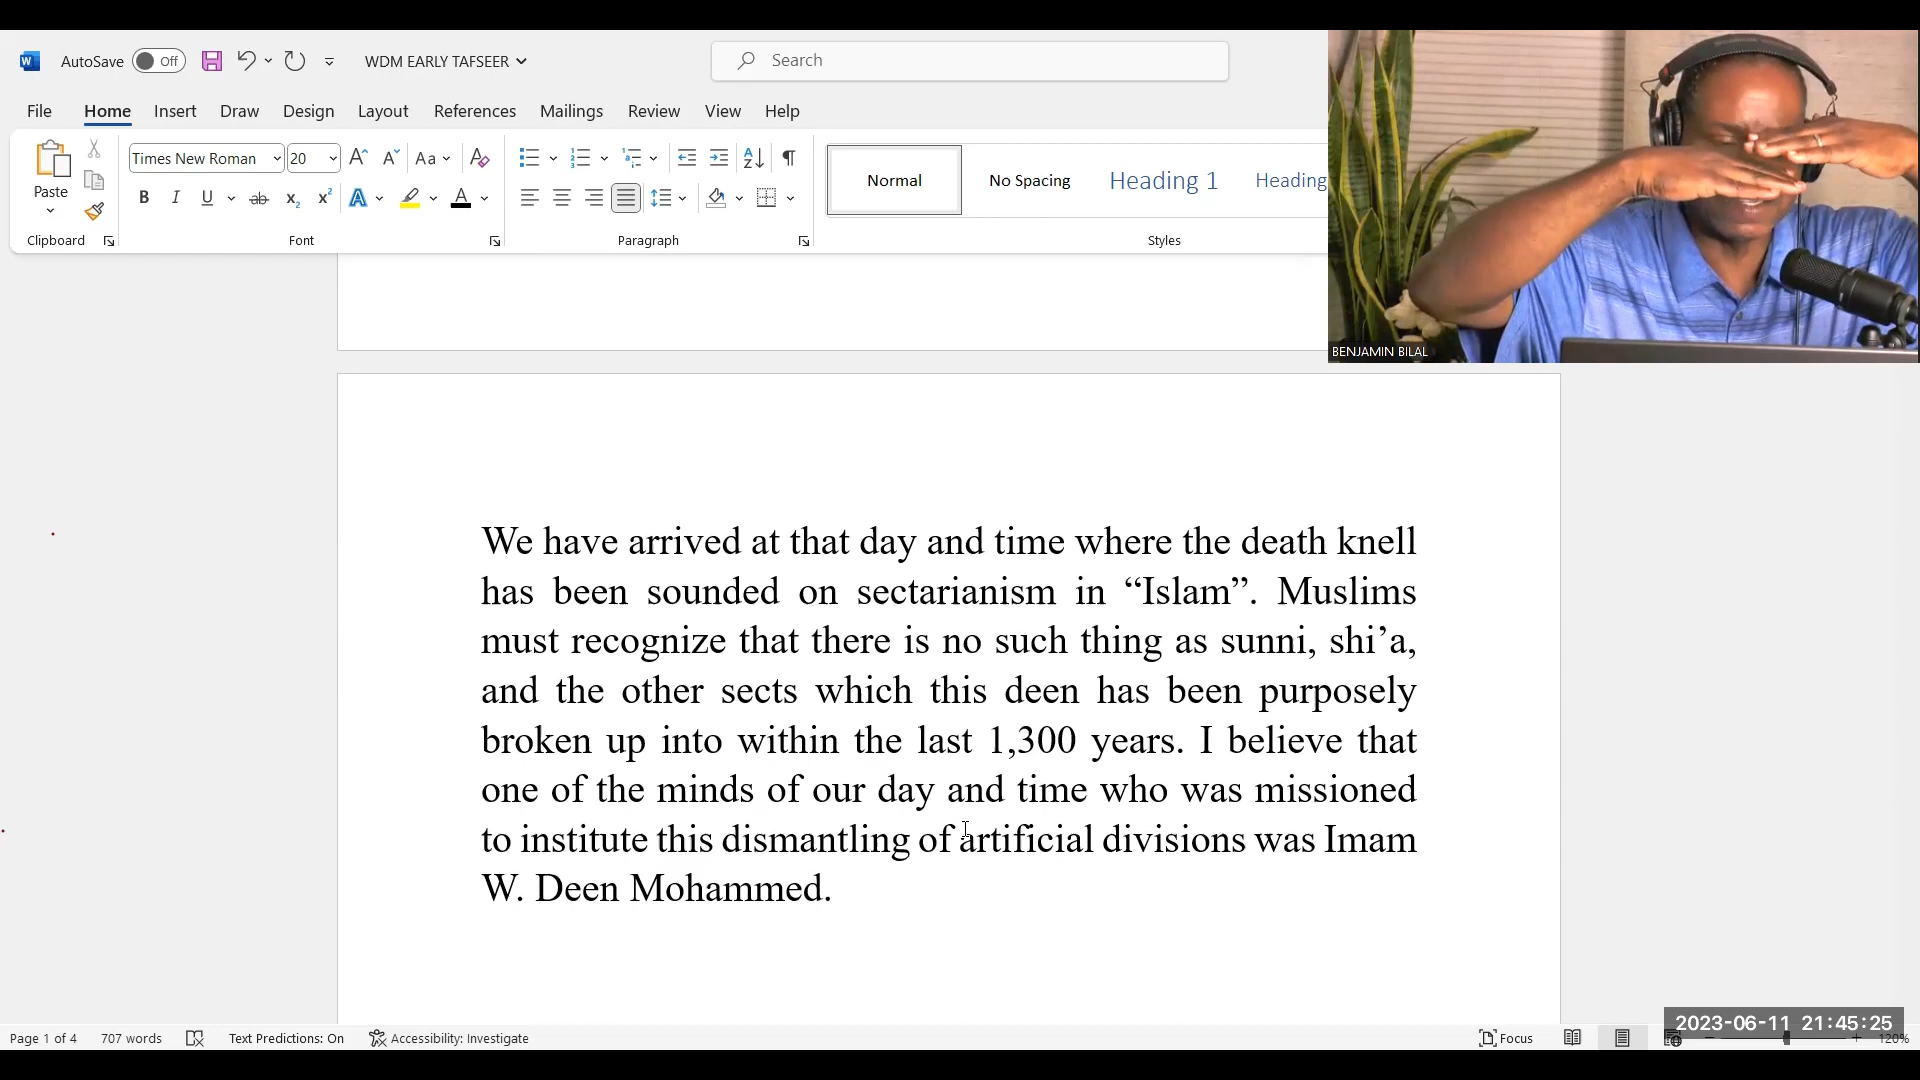 AutoSave Off WDM EARLY TAFSEER Search
File Home Insert Draw Design Layout References Mailings Review View Help
Paste
Times New Roman 20 Aa
B I U ab x2 x2 A A
Normal No Spacing Heading 1 Heading
Clipboard Font Paragraph Styles
BENJAMIN BILAL
We have arrived at that day and time where the death knell
has been sounded on sectarianism in “Islam”. Muslims
must recognize that there is no such thing as sunni, shi’a,
and the other sects which this deen has been purposely
broken up into within the last 1,300 years. I believe that
one of the minds of our day and time who was missioned
to institute this dismantling of artificial divisions was Imam
W. Deen Mohammed.
2023-06-11 21:45:25
Page 1 of 4 707 words Text Predictions: On Accessibility: Investigate Focus 120%